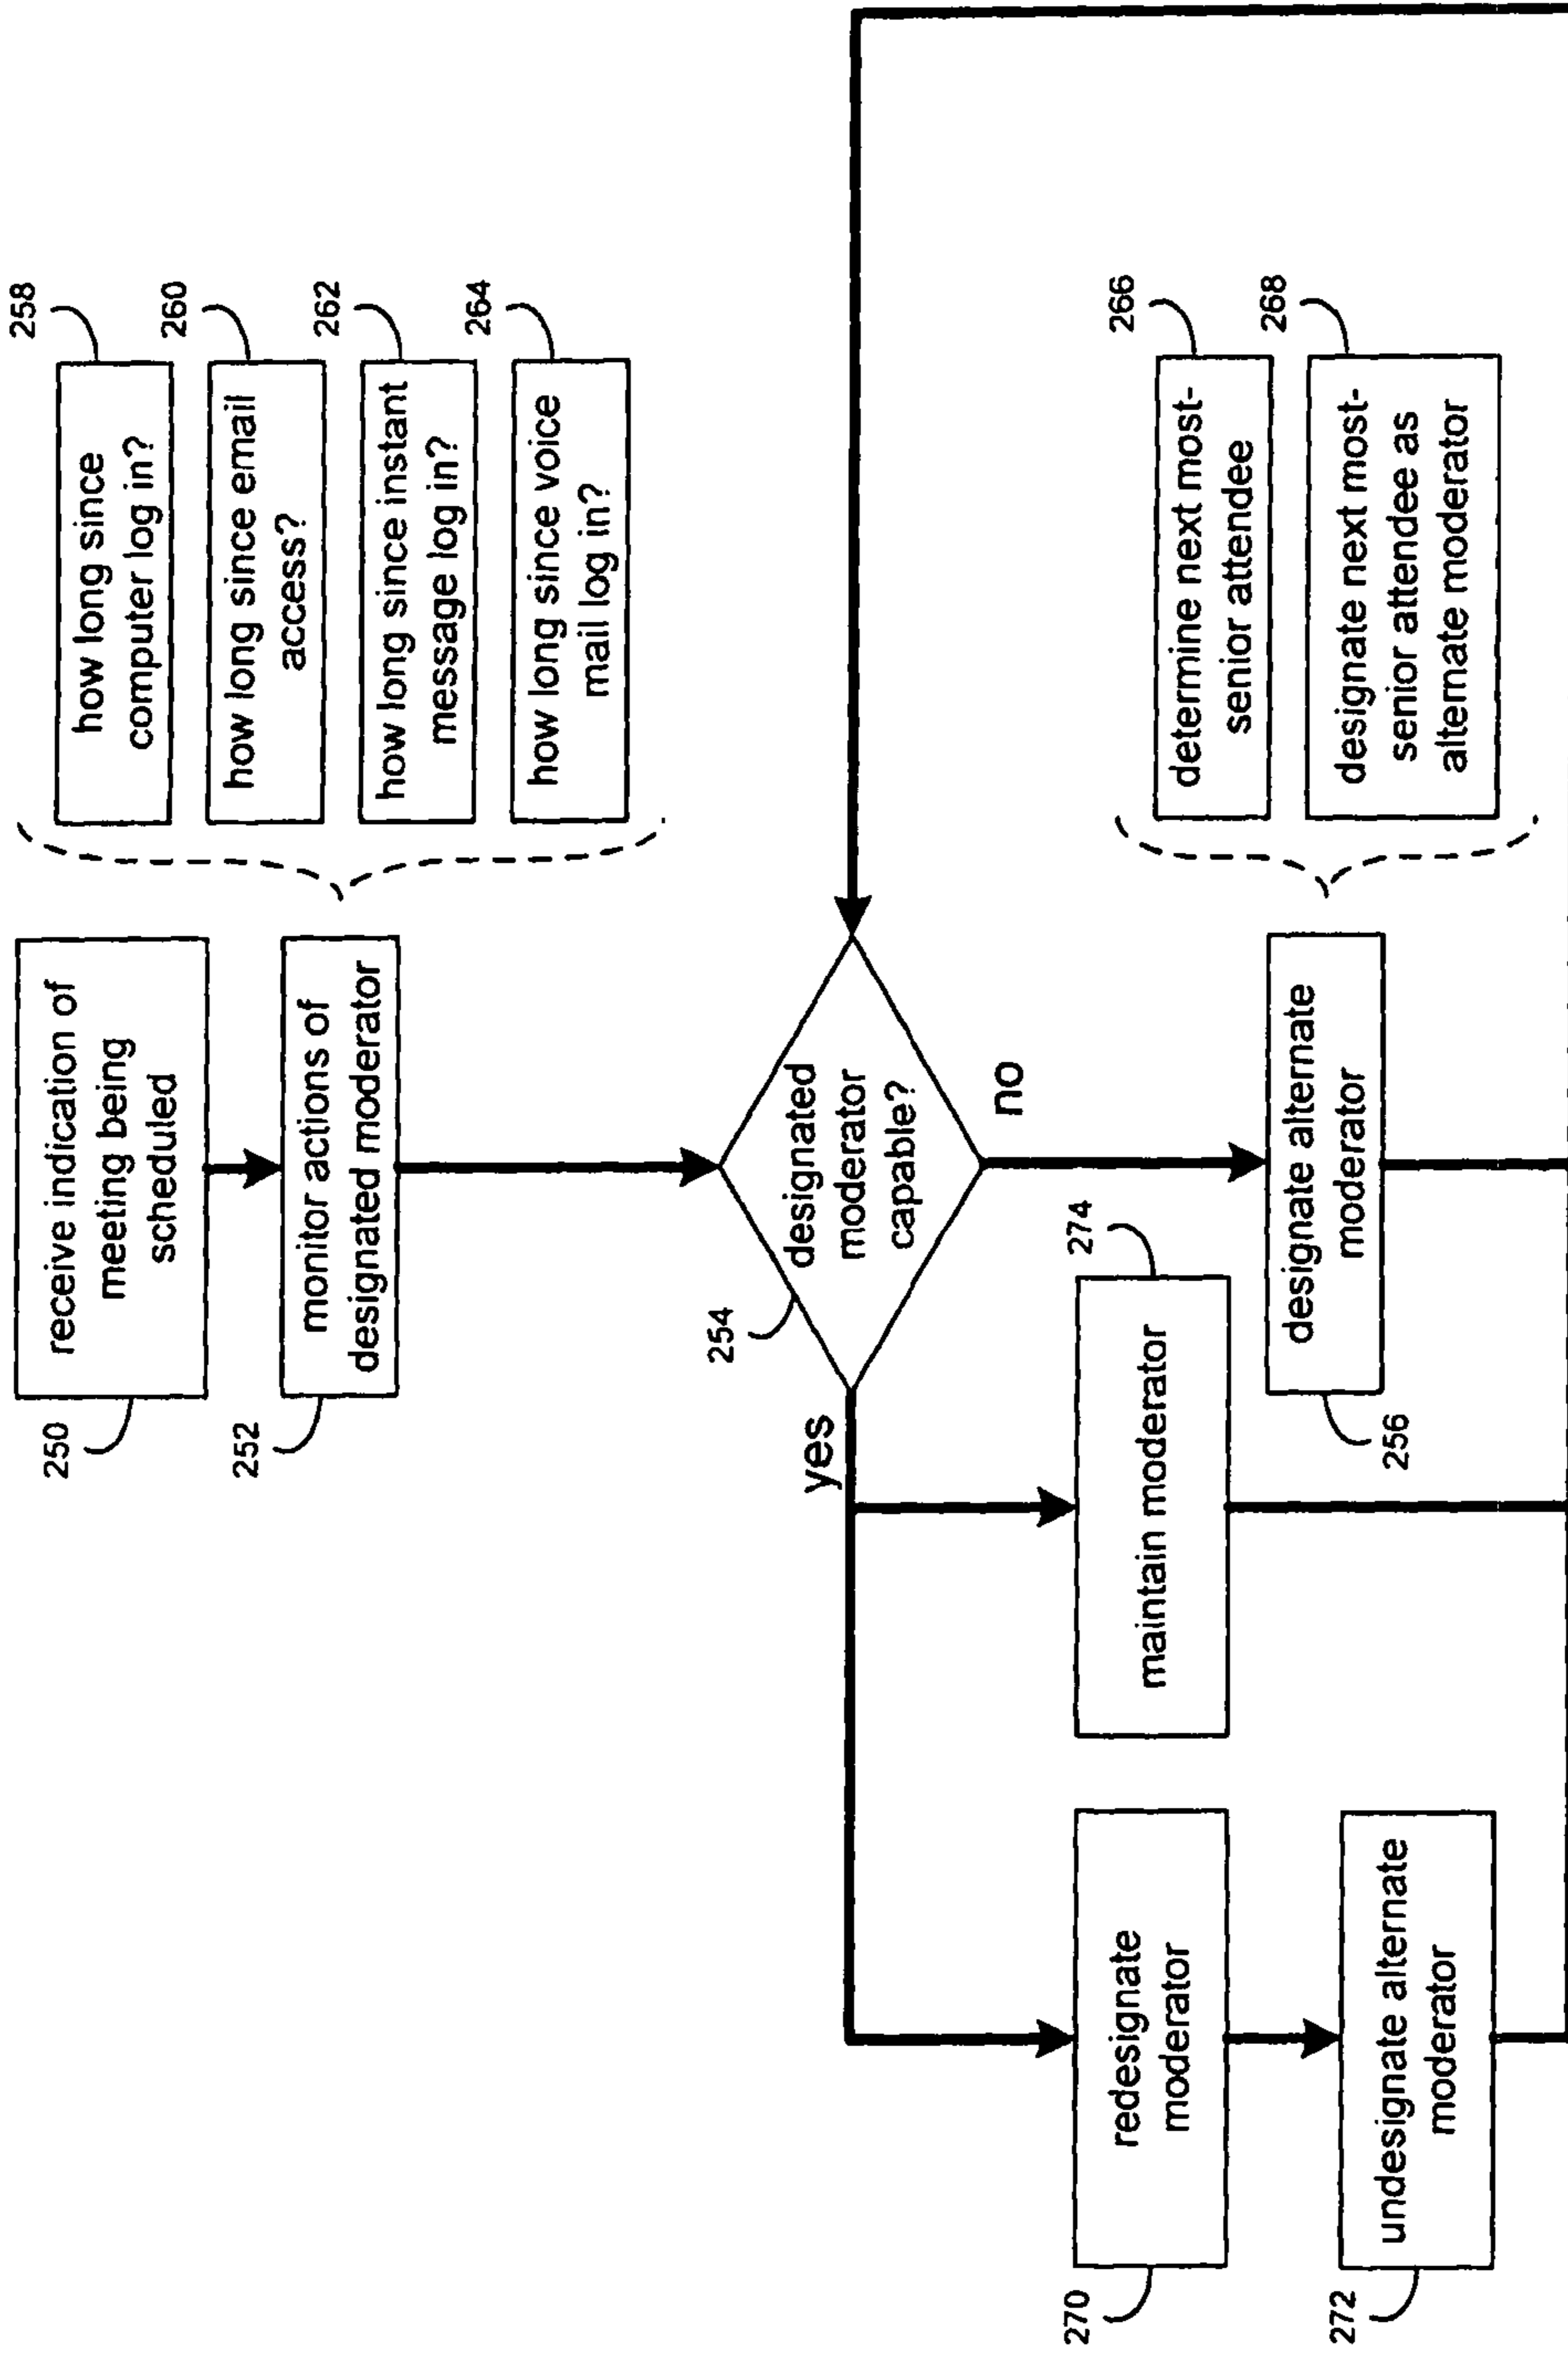 250
receive indication of
meeting being
scheduled
252
monitor actions of
designated moderator
258
how long since
computer log in?
260
how long since email
access?
262
how long since instant
message log in?
264
how long since voice
mail log in?
254
designated
moderator
capable?
yes
no
270
redesignate
moderator
272
undesignate alternate
moderator
274
maintain moderator
256
designate alternate
moderator
266
determine next most-
senior attendee
268
designate next most-
senior attendee as
alternate moderator